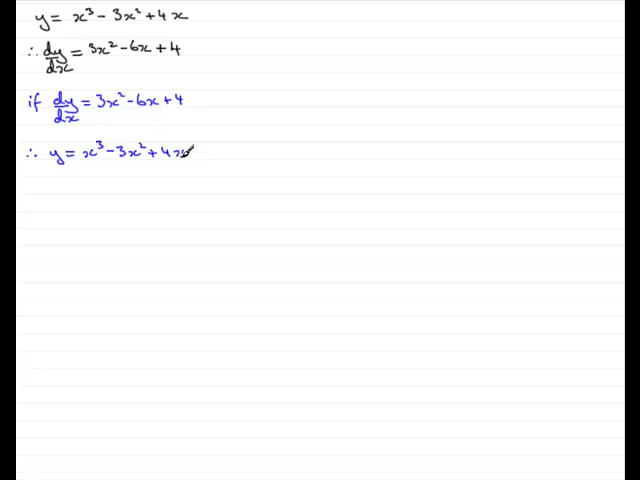 y = x³ - 3x² + 4x
∴ dy/dx = 3x² - 6x + 4
if dy/dx = 3x² - 6x + 4
∴ y = x³ - 3x² + 4x